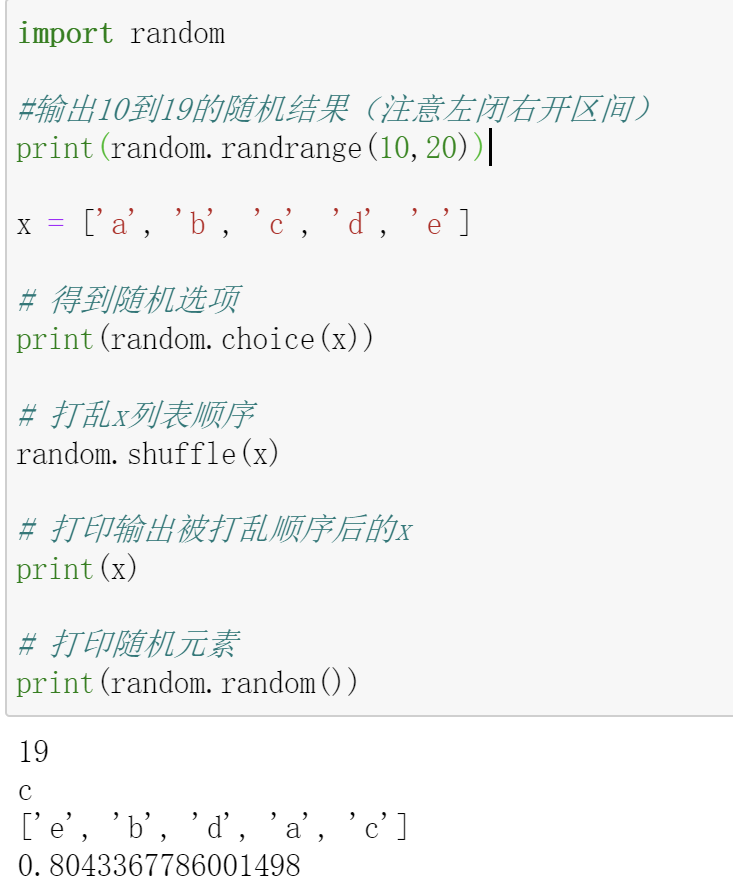 import random
#输出10到19的随机结果（注意左闭右开区间）
print(random.randrange(10,20))
x = ['a', 'b', 'c', 'd', 'e']
# 得到随机选项
print(random.choice(x))
# 打乱x列表顺序
random.shuffle(x)
# 打印输出被打乱顺序后的x
print(x)
# 打印随机元素
print(random.random())
19
c
['e', 'b', 'd', 'a', 'c']
0.8043367786001498